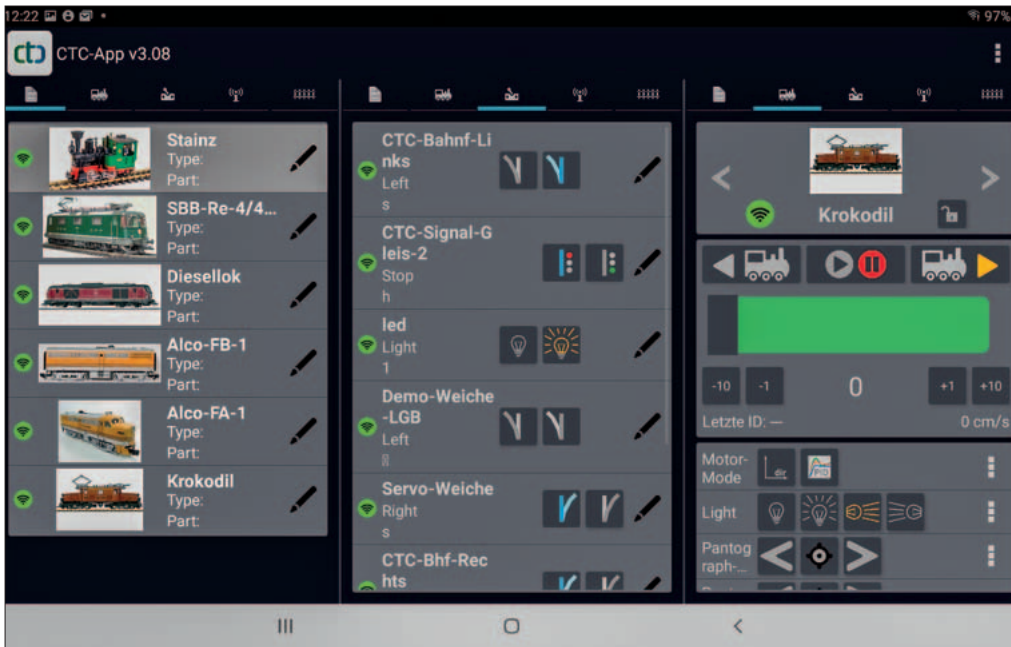 12:22
97%
ctc
CTC-App v3.08
Stainz
Type:
Part:
SBB-Re-4/4...
Type:
Part:
Diesellok
Type:
Part:
Alco-FB-1
Type:
Part:
Alco-FA-1
Type:
Part:
Krokodil
Type:
Part:
CTC-Bahnf-Li
nks
Left
s
CTC-Signal-G
leis-2
Stop
h
led
Light
1
Demo-Weiche
-LGB
Left
Servo-Weiche
Right
s
CTC-Bhf-Rec
hts
Krokodil
-10
-1
0
+1
+10
Letzte ID: —
0 cm/s
Motor-
Mode
dir
PID
Light
Pantog
raph-...